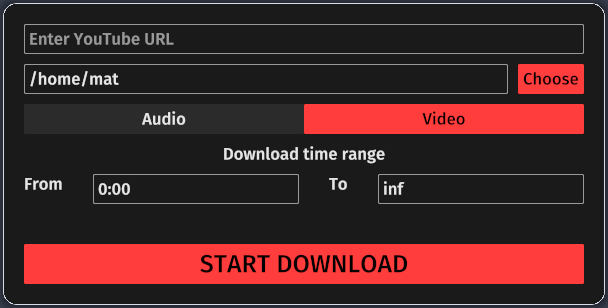 Enter YouTube URL
/home/mat Choose
Audio Video
Download time range
From 0:00 To inf
START DOWNLOAD